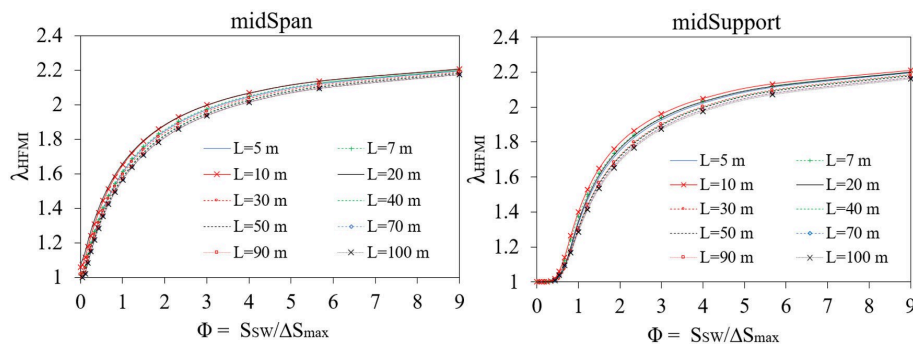 midSpan
2.4
2.2
2
1.8
1.6
1.4
1.2
1
λHFMI
L=5 m
L=7 m
L=10 m
L=20 m
L=30 m
L=40 m
L=50 m
L=70 m
L=90 m
L=100 m
0 1 2 3 4 5 6 7 8 9
Φ = SSW/ΔSmax
midSupport
2.4
2.2
2
1.8
1.6
1.4
1.2
1
λHFMI
L=5 m
L=7 m
L=10 m
L=20 m
L=30 m
L=40 m
L=50 m
L=70 m
L=90 m
L=100 m
0 1 2 3 4 5 6 7 8 9
Φ = SSW/ΔSmax